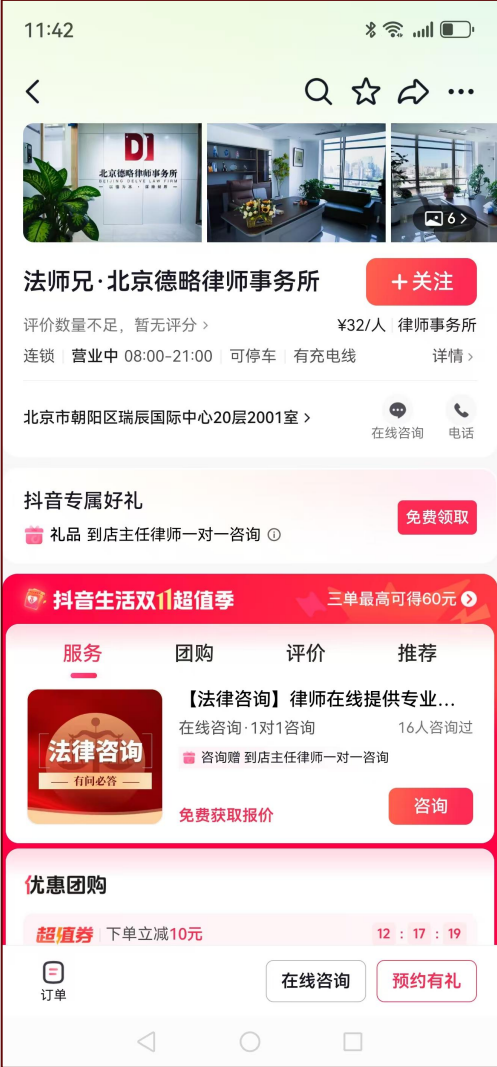 11:42
D1
北京德略律师事务所
BEIJING DELVE LAW FIRM
6
法师兄·北京德略律师事务所
+关注
评价数量不足，暂无评分
¥32/人 律师事务所
连锁 营业中 08:00-21:00 可停车 有充电线 详情
北京市朝阳区瑞辰国际中心20层2001室
在线咨询 电话
抖音专属好礼
礼品 到店主任律师一对一咨询
免费领取
抖音生活双11超值季 三单最高可得60元
服务 团购 评价 推荐
【法律咨询】律师在线提供专业...
在线咨询·1对1咨询 16人咨询过
法律咨询
有问必答
咨询赠 到店主任律师一对一咨询
免费获取报价 咨询
优惠团购
超值券 下单立减10元 12 : 17 : 19
订单
在线咨询
预约有礼